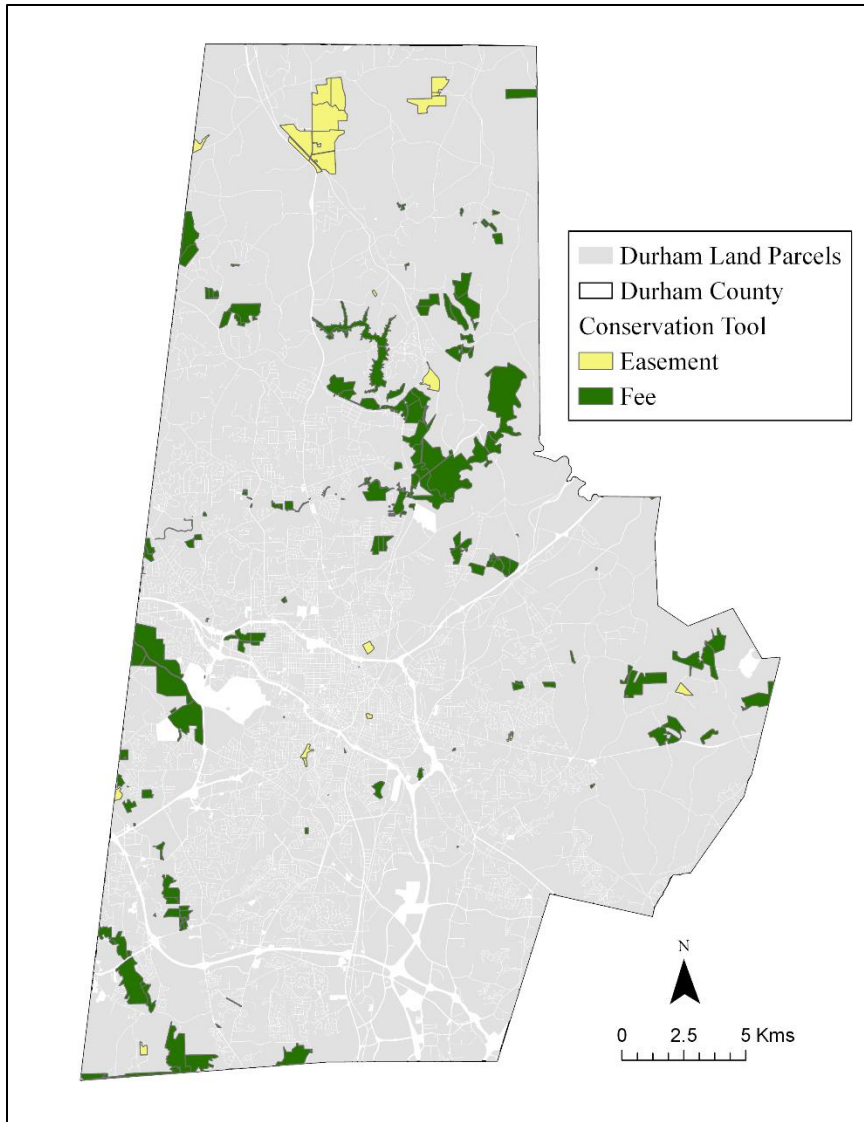 Durham Land Parcels
Durham County
Conservation Tool
Easement
Fee
N
0 2.5 5 Kms